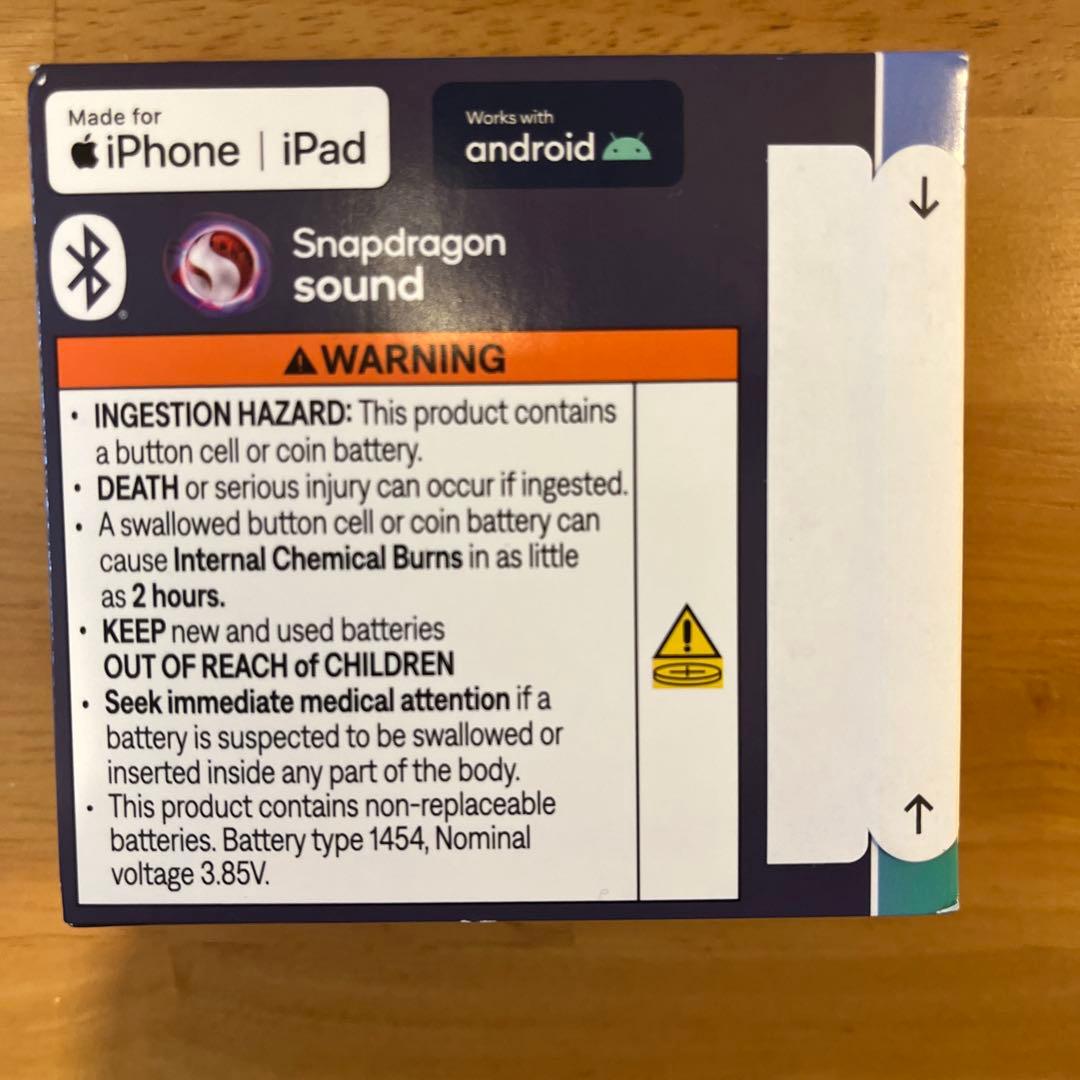 Made for
iPhone | iPad
Works with
android
Snapdragon
sound
WARNING
• INGESTION HAZARD: This product contains
a button cell or coin battery.
• DEATH or serious injury can occur if ingested.
• A swallowed button cell or coin battery can
cause Internal Chemical Burns in as little
as 2 hours.
• KEEP new and used batteries
OUT OF REACH of CHILDREN
• Seek immediate medical attention if a
battery is suspected to be swallowed or
inserted inside any part of the body.
• This product contains non-replaceable
batteries. Battery type 1454, Nominal
voltage 3.85V.